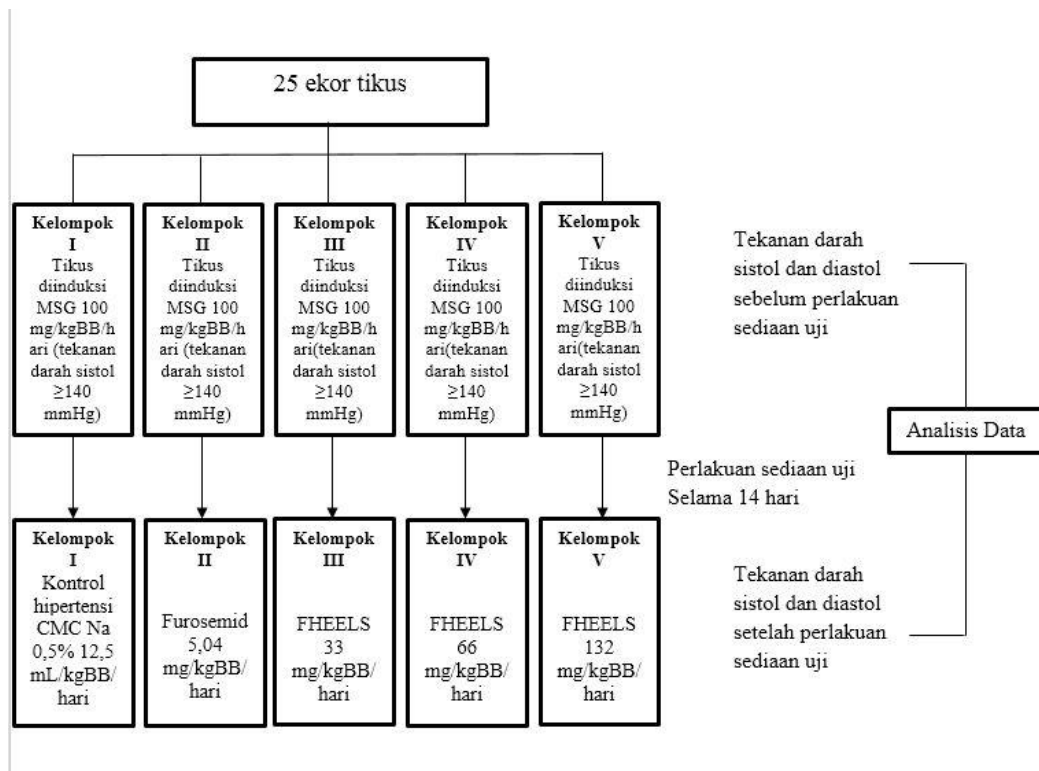 25 ekor tikus
Kelompok
I
Tikus
diinduksi
MSG 100
mg/kgBB/h
ari (tekanan
darah sistol
≥140
mmHg)
Kelompok
II
Tikus
diinduksi
MSG 100
mg/kgBB/h
ari (tekanan
darah sistol
≥140
mmHg)
Kelompok
III
Tikus
diinduksi
MSG 100
mg/kgBB/h
ari(tekanan
darah sistol
≥140
mmHg)
Kelompok
IV
Tikus
diinduksi
MSG 100
mg/kgBB/h
ari(tekanan
darah sistol
≥140
mmHg)
Kelompok
V
Tikus
diinduksi
MSG 100
mg/kgBB/h
ari(tekanan
darah sistol
≥140
mmHg)
Tekanan darah
sistol dan diastol
sebelum perlakuan
sediaan uji
Analisis Data
Perlakuan sediaan uji
Selama 14 hari
Kelompok
I
Kontrol
hipertensi
CMC Na
0,5% 12,5
mL/kgBB/
hari
Kelompok
II
Furosemid
5,04
mg/kgBB/
hari
Kelompok
III
FHEELS
33
mg/kgBB/
hari
Kelompok
IV
FHEELS
66
mg/kgBB/
hari
Kelompok
V
FHEELS
132
mg/kgBB/
hari
Tekanan darah
sistol dan diastol
setelah perlakuan
sediaan uji